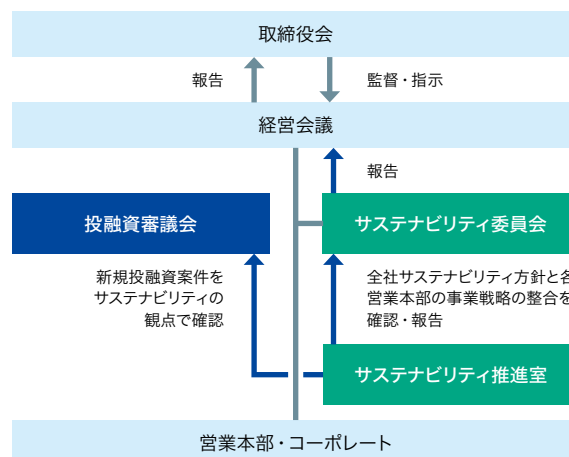 取締役会
報告
監督・指示
経営会議
報告
投融資審議会
サステナビリティ委員会
新規投融資案件を
サステナビリティの
観点で確認
全社サステナビリティ方針と各
営業本部の事業戦略の整合を
確認・報告
サステナビリティ推進室
営業本部・コーポレート